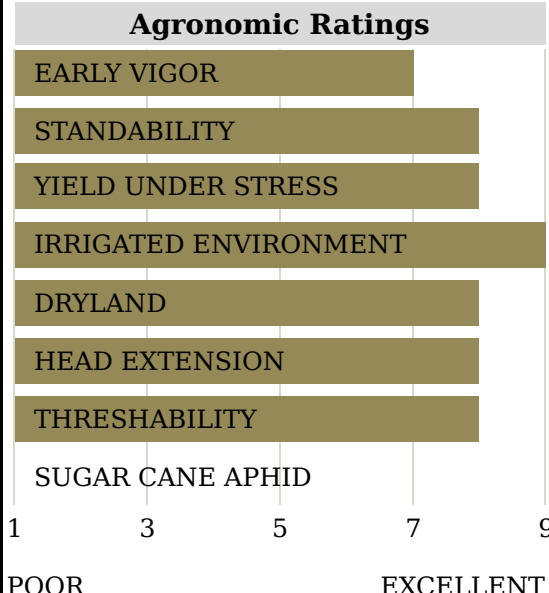 Agronomic Ratings
EARLY VIGOR
STANDABILITY
YIELD UNDER STRESS
IRRIGATED ENVIRONMENT
DRYLAND
HEAD EXTENSION
THRESHABILITY
SUGAR CANE APHID
1 3 5 7 9
POOR EXCELLENT